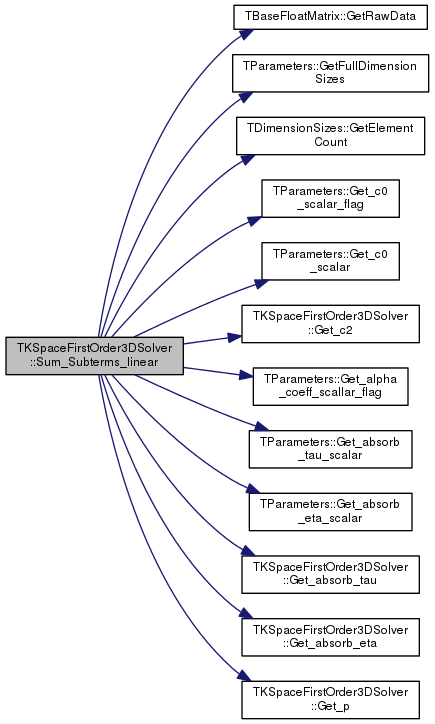 TBaseFloatMatrix::GetRawData
TParameters::GetFullDimension
Sizes
TDimensionSizes::GetElement
Count
TParameters::Get_c0
_scalar_flag
TParameters::Get_c0
_scalar
TKSpaceFirstOrder3DSolver
::Get_c2
TKSpaceFirstOrder3DSolver
::Sum_Subterms_linear
TParameters::Get_alpha
_coeff_scallar_flag
TParameters::Get_absorb
_tau_scalar
TParameters::Get_absorb
_eta_scalar
TKSpaceFirstOrder3DSolver
::Get_absorb_tau
TKSpaceFirstOrder3DSolver
::Get_absorb_eta
TKSpaceFirstOrder3DSolver
::Get_p